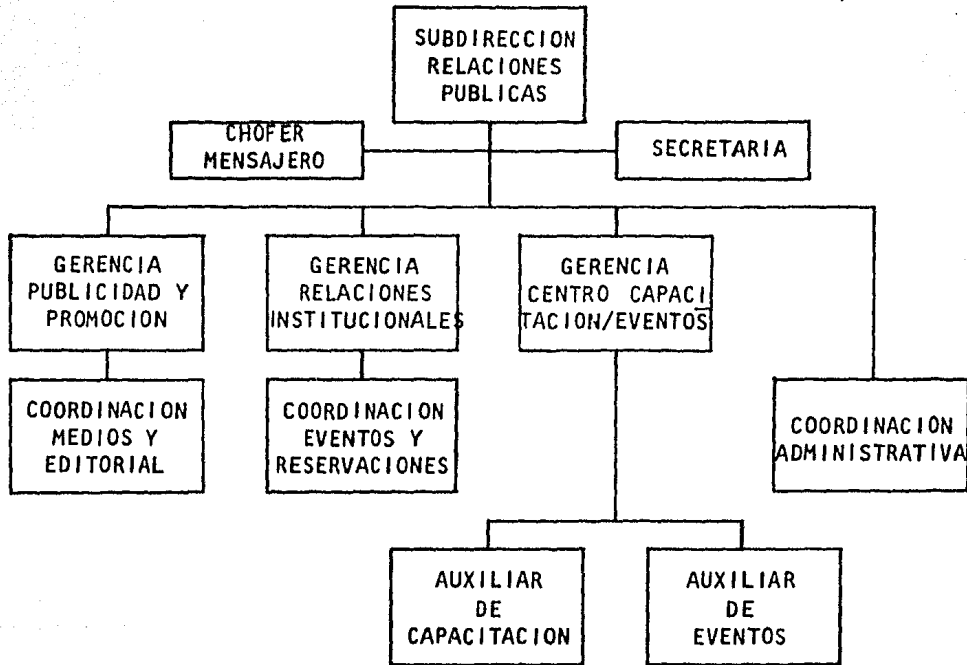 SUBDIRECCION
RELACIONES
PUBLICAS
CHOFER
MENSAJERO
SECRETARIA
GERENCIA
PUBLICIDAD Y
PROMOCION
GERENCIA
RELACIONES
INSTITUCIONALES
GERENCIA
CENTRO CAPACI
TACION/EVENTOS
COORDINACION
MEDIOS Y
EDITORIAL
COORDINACION
EVENTOS Y
RESERVACIONES
COORDINACION
ADMINISTRATIVA
AUXILIAR
DE
CAPACITACION
AUXILIAR
DE
EVENTOS